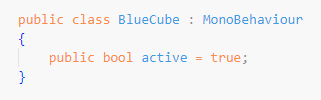 public class BlueCube : MonoBehaviour
{
    public bool active = true;
}